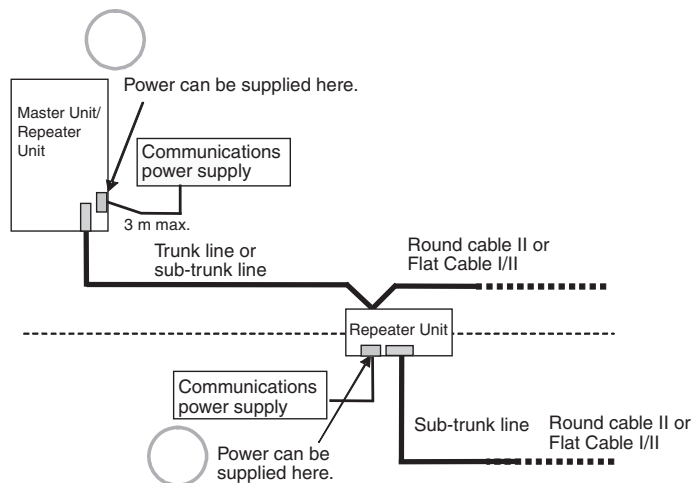 Power can be supplied here.
Master Unit/
Repeater
Unit
Communications
power supply
3 m max.
Trunk line or
sub-trunk line
Round cable II or
Flat Cable I/II
Repeater Unit
Communications
power supply
Sub-trunk line
Round cable II or
Flat Cable I/II
Power can be
supplied here.